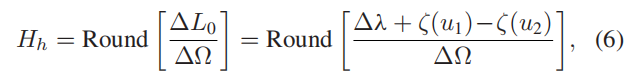 H_h = Round [ΔL_0 / ΔΩ] = Round [(Δλ + ζ(u_1)−ζ(u_2)) / ΔΩ], (6)